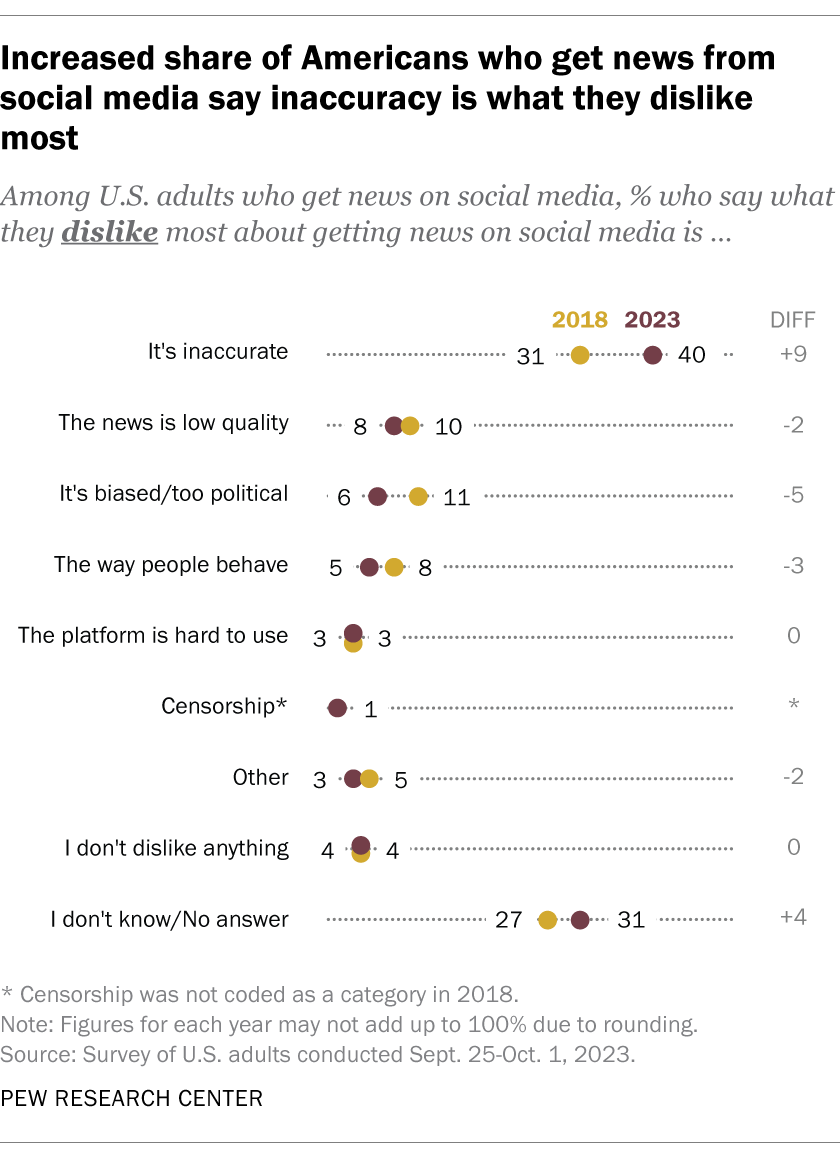 Increased share of Americans who get news from
social media say inaccuracy is what they dislike
most
Among U.S. adults who get news on social media, % who say what
they dislike most about getting news on social media is ...
2018 2023 DIFF
It's inaccurate 31 40 +9
The news is low quality 8 10 -2
It's biased/too political 6 11 -5
The way people behave 5 8 -3
The platform is hard to use 3 3 0
Censorship* 1 *
Other 3 5 -2
I don't dislike anything 4 4 0
I don't know/No answer 27 31 +4
* Censorship was not coded as a category in 2018.
Note: Figures for each year may not add up to 100% due to rounding.
Source: Survey of U.S. adults conducted Sept. 25-Oct. 1, 2023.
PEW RESEARCH CENTER